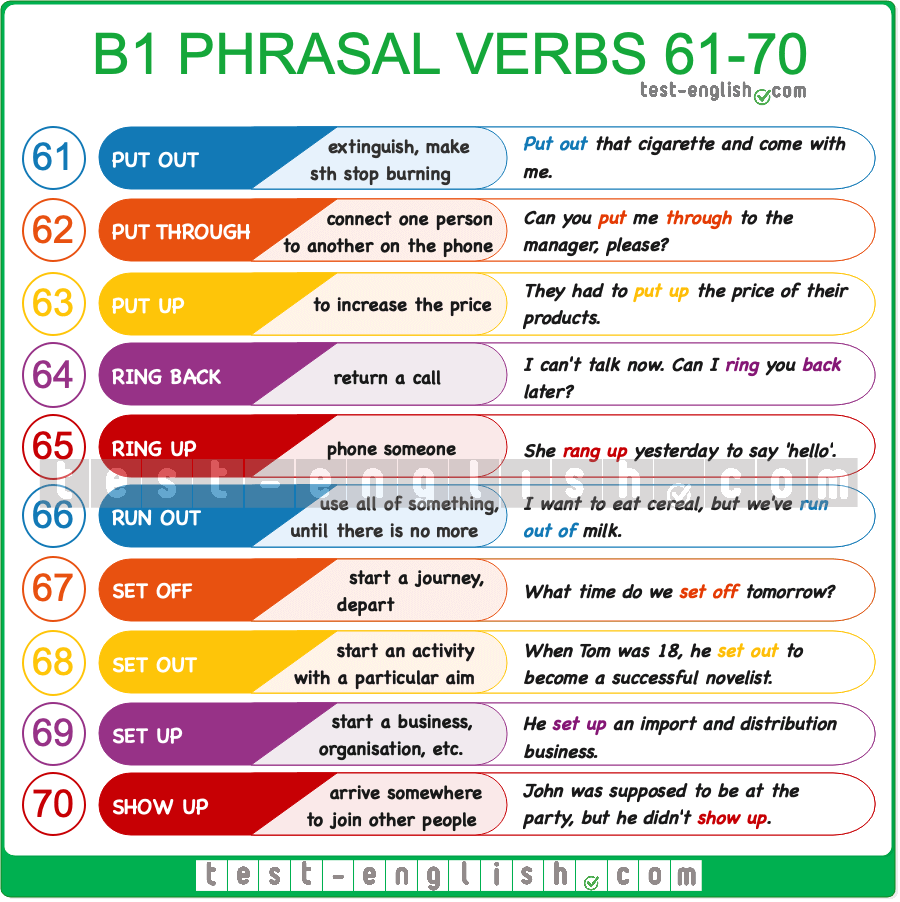 B1 PHRASAL VERBS 61-70
test-english.com
61
PUT OUT
extinguish, make
sth stop burning
Put out that cigarette and come with
me.
62
PUT THROUGH
connect one person
to another on the phone
Can you put me through to the
manager, please?
63
PUT UP
to increase the price
They had to put up the price of their
products.
64
RING BACK
return a call
I can't talk now. Can I ring you back
later?
65
RING UP
phone someone
She rang up yesterday to say 'hello'.
test-english.com
66
RUN OUT
use all of something,
until there is no more
I want to eat cereal, but we've run
out of milk.
67
SET OFF
start a journey,
depart
What time do we set off tomorrow?
68
SET OUT
start an activity
with a particular aim
When Tom was 18, he set out to
become a successful novelist.
69
SET UP
start a business,
organisation, etc.
He set up an import and distribution
business.
70
SHOW UP
arrive somewhere
to join other people
John was supposed to be at the
party, but he didn't show up.
test-english.com